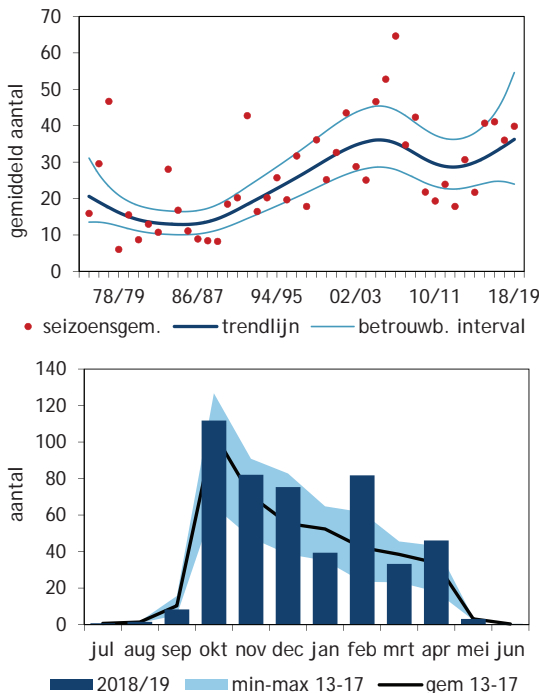 70
60
50
40
30
20
10
0
gemiddeld aantal
78/79 86/87 94/95 02/03 10/11 18/19
seizoensgem. trendlijn betrouwb. interval
140
120
100
80
60
40
20
0
aantal
jul aug sep okt nov dec jan feb mrt apr mei jun
2018/19 min-max 13-17 gem 13-17